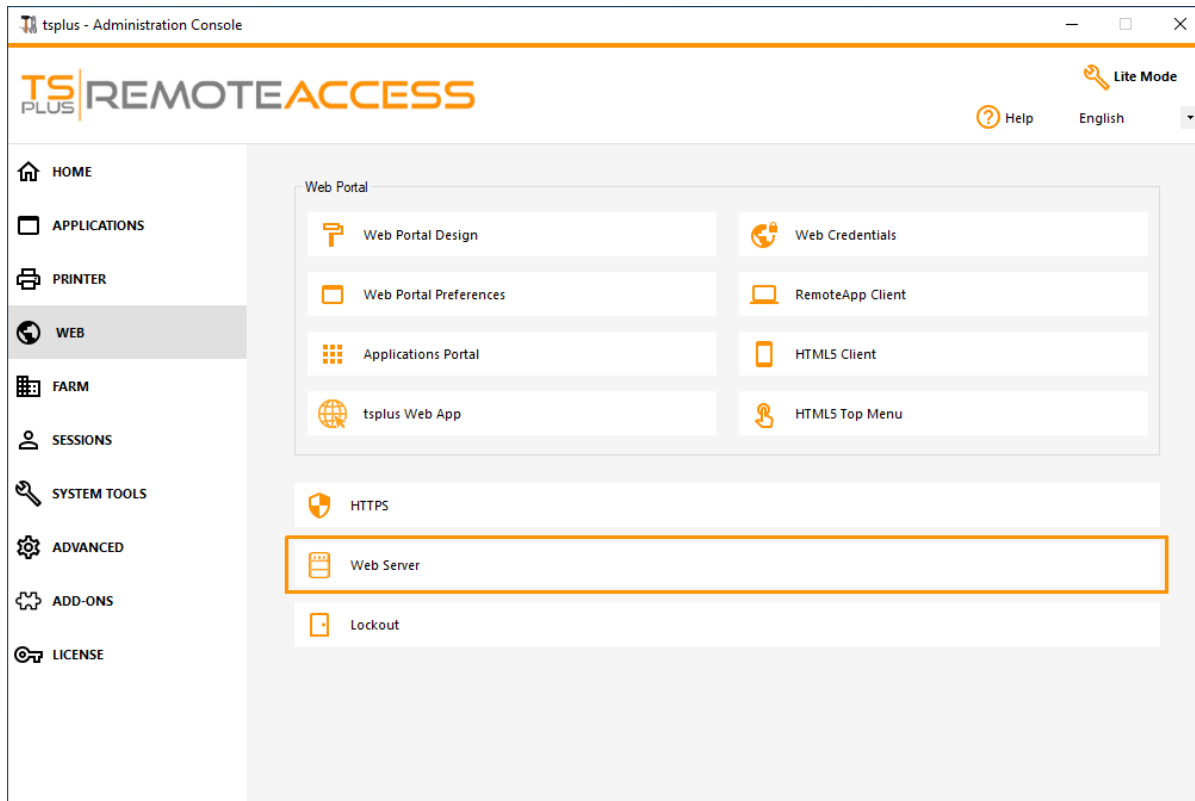 tsplus - Administration Console
TS PLUS REMOTEACCESS
Lite Mode
Help
English
HOME
APPLICATIONS
PRINTER
WEB
FARM
SESSIONS
SYSTEM TOOLS
ADVANCED
ADD-ONS
LICENSE
Web Portal
Web Portal Design
Web Credentials
Web Portal Preferences
RemoteApp Client
Applications Portal
HTML5 Client
tsplus Web App
HTML5 Top Menu
HTTPS
Web Server
Lockout